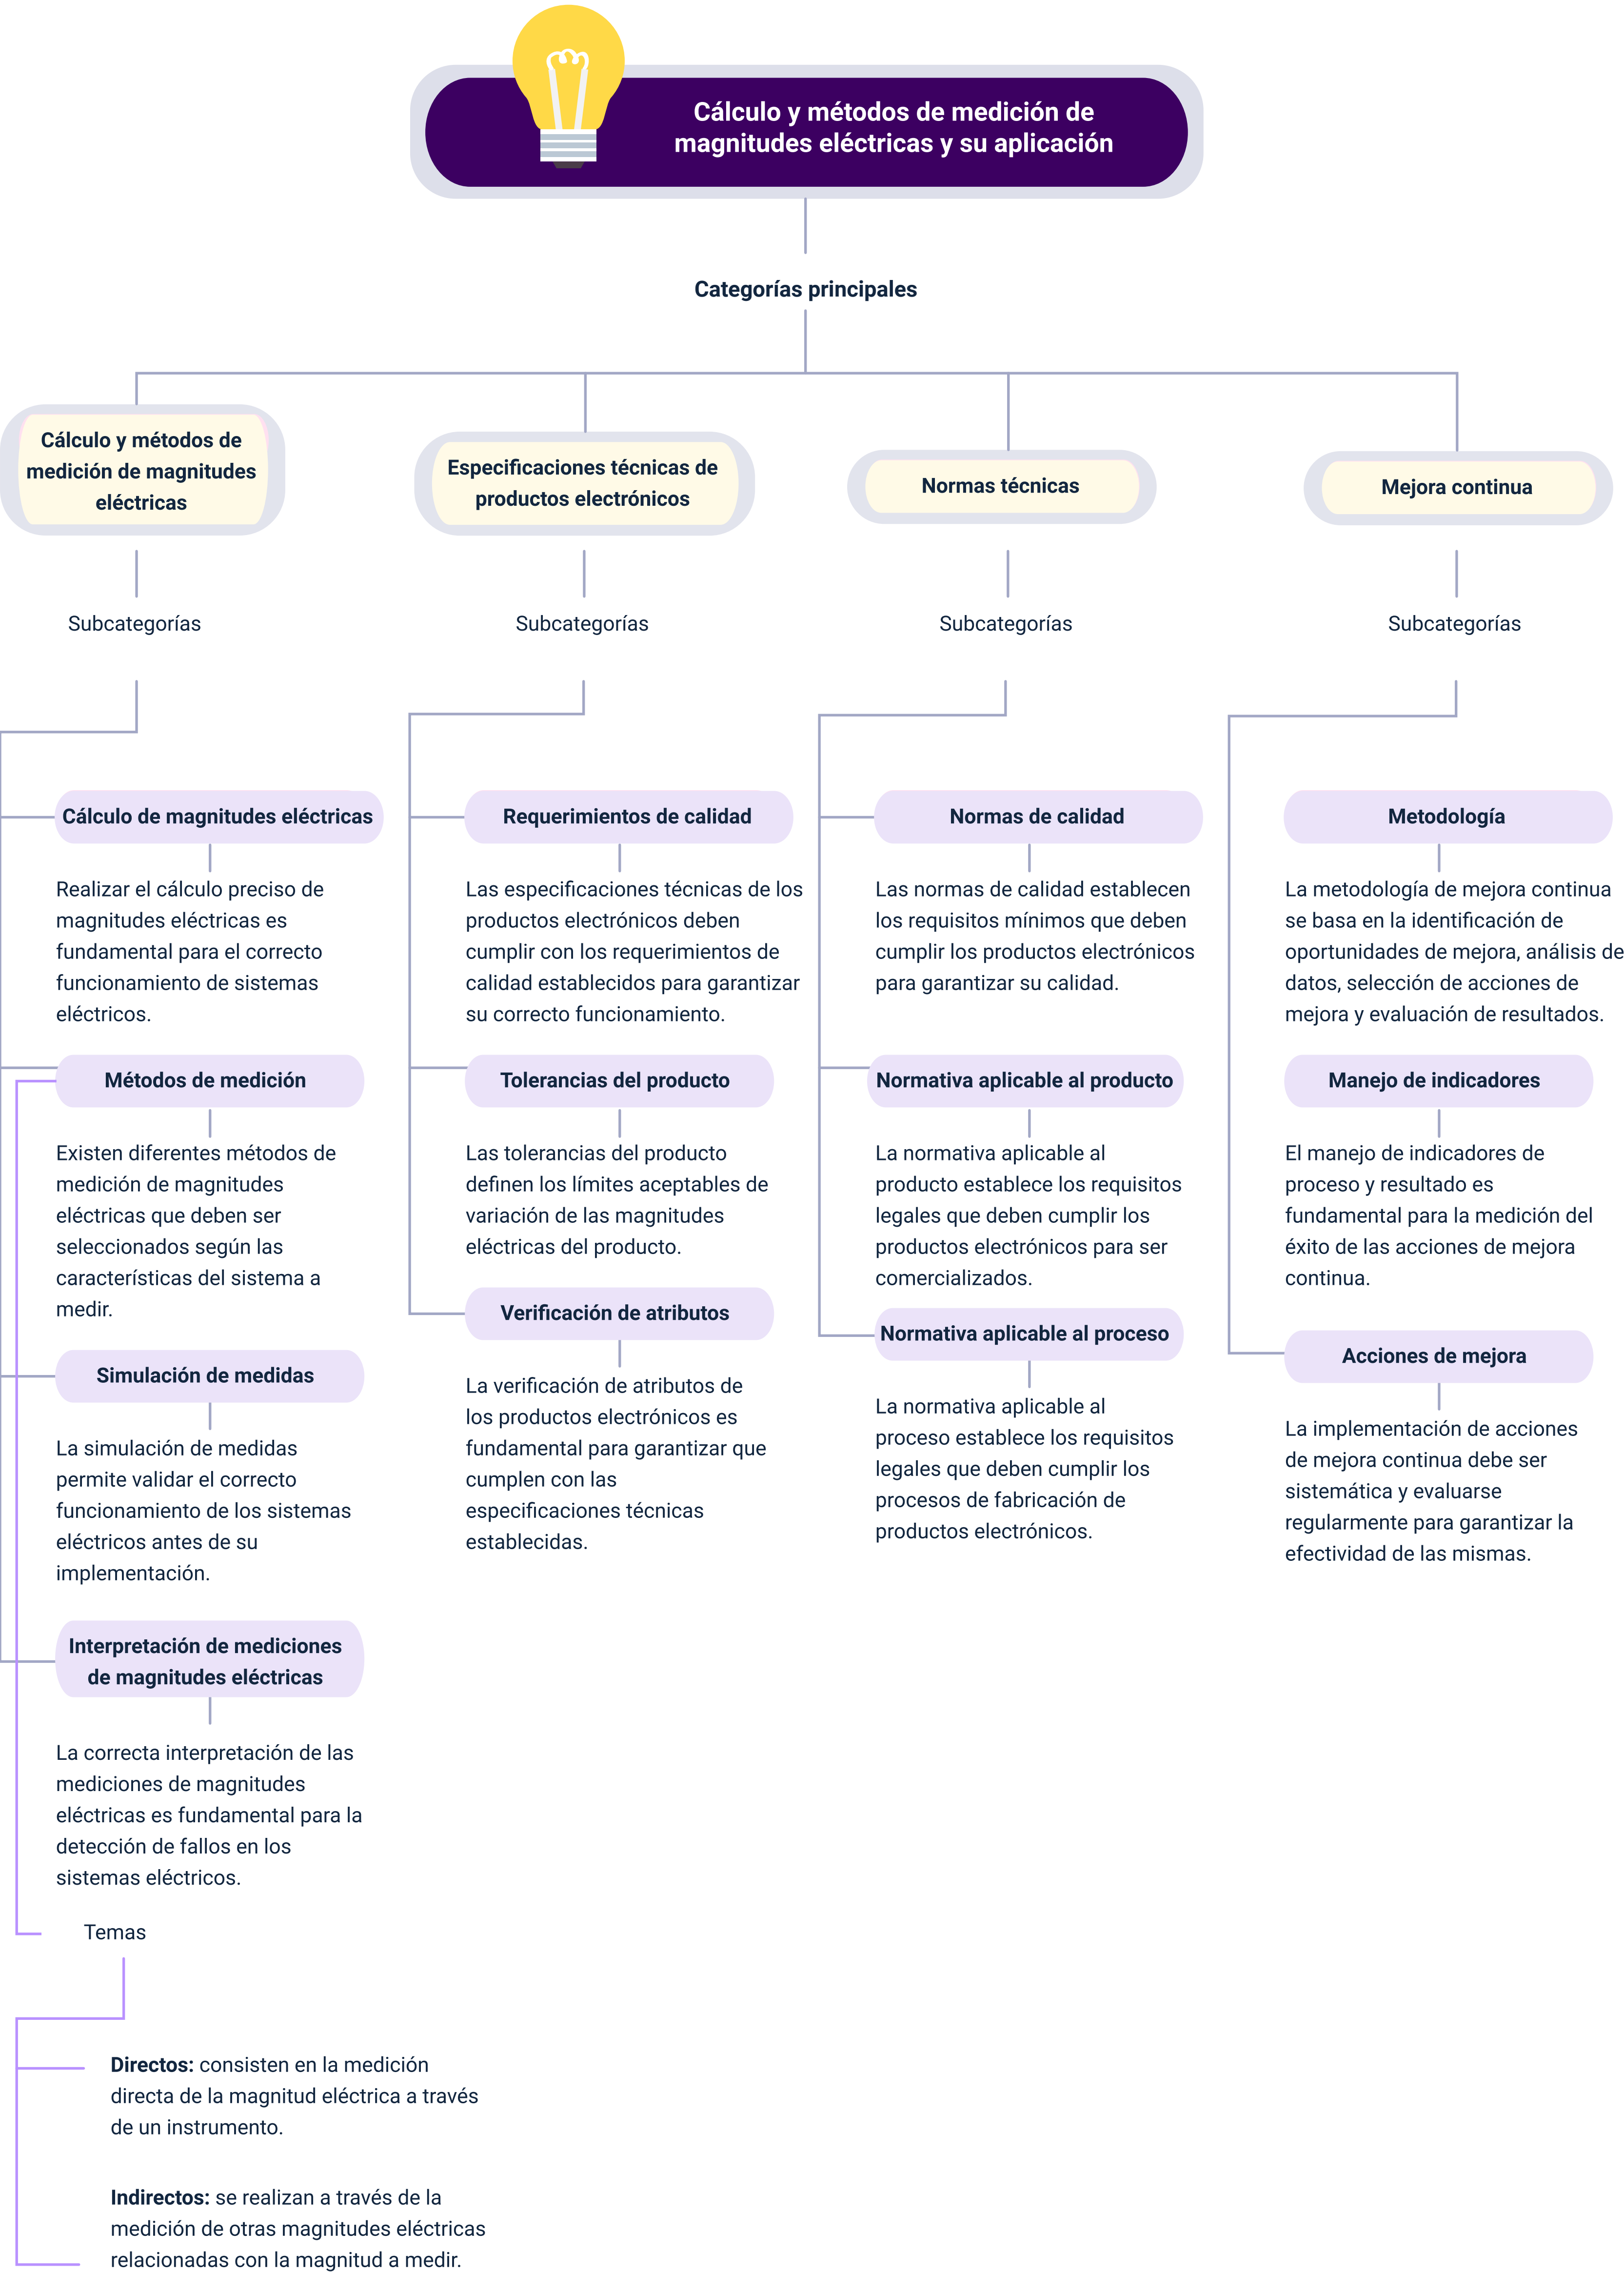 Cálculo y métodos de medición de
magnitudes eléctricas y su aplicación
Categorías principales
Cálculo y métodos de
medición de magnitudes
eléctricas
Especificaciones técnicas de
productos electrónicos
Normas técnicas
Mejora continua
Subcategorías
Subcategorías
Subcategorías
Subcategorías
Cálculo de magnitudes eléctricas
Realizar el cálculo preciso de
magnitudes eléctricas es
fundamental para el correcto
funcionamiento de sistemas
eléctricos.
Métodos de medición
Existen diferentes métodos de
medición de magnitudes
eléctricas que deben ser
seleccionados según las
características del sistema a
medir.
Simulación de medidas
La simulación de medidas
permite validar el correcto
funcionamiento de los sistemas
eléctricos antes de su
implementación.
Interpretación de mediciones
de magnitudes eléctricas
La correcta interpretación de las
mediciones de magnitudes
eléctricas es fundamental para la
detección de fallos en los
sistemas eléctricos.
Temas
Directos: consisten en la medición
directa de la magnitud eléctrica a través
de un instrumento.
Indirectos: se realizan a través de la
medición de otras magnitudes eléctricas
relacionadas con la magnitud a medir.
Requerimientos de calidad
Las especificaciones técnicas de los
productos electrónicos deben
cumplir con los requerimientos de
calidad establecidos para garantizar
su correcto funcionamiento.
Tolerancias del producto
Las tolerancias del producto
definen los límites aceptables de
variación de las magnitudes
eléctricas del producto.
Verificación de atributos
La verificación de atributos de
los productos electrónicos es
fundamental para garantizar que
cumplen con las
especificaciones técnicas
establecidas.
Normas de calidad
Las normas de calidad establecen
los requisitos mínimos que deben
cumplir los productos electrónicos
para garantizar su calidad.
Normativa aplicable al producto
La normativa aplicable al
producto establece los requisitos
legales que deben cumplir los
productos electrónicos para ser
comercializados.
Normativa aplicable al proceso
La normativa aplicable al
proceso establece los requisitos
legales que deben cumplir los
procesos de fabricación de
productos electrónicos.
Metodología
La metodología de mejora continua
se basa en la identificación de
oportunidades de mejora, análisis de
datos, selección de acciones de
mejora y evaluación de resultados.
Manejo de indicadores
El manejo de indicadores de
proceso y resultado es
fundamental para la medición del
éxito de las acciones de mejora
continua.
Acciones de mejora
La implementación de acciones
de mejora continua debe ser
sistemática y evaluarse
regularmente para garantizar la
efectividad de las mismas.